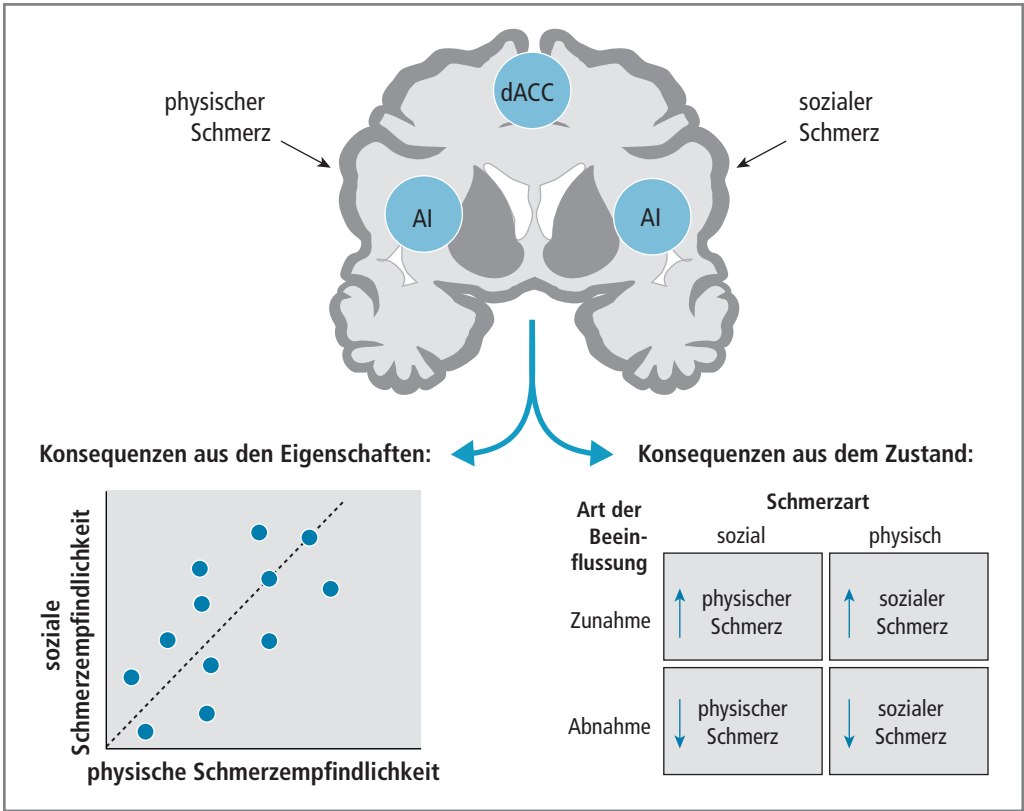 dACC
physischer
Schmerz
sozialer
Schmerz
AI
AI
Konsequenzen aus den Eigenschaften:
soziale
Schmerzempfindlichkeit
physische Schmerzempfindlichkeit
Konsequenzen aus dem Zustand:
Schmerzart
Art der
Beein-
flussung
sozial
physisch
Zunahme
physischer
Schmerz
sozialer
Schmerz
Abnahme
physischer
Schmerz
sozialer
Schmerz